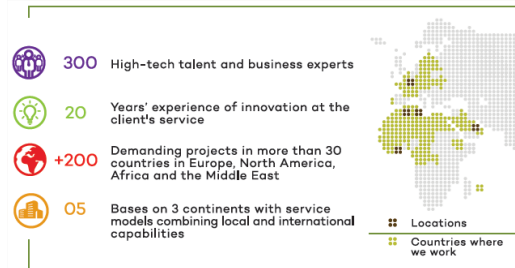 300 High-tech talent and business experts
20 Years' experience of innovation at the
client's service
+200 Demanding projects in more than 30
countries in Europe, North America,
Africa and the Middle East
05 Bases on 3 continents with service
models combining local and international
capabilities
Locations
Countries where
we work